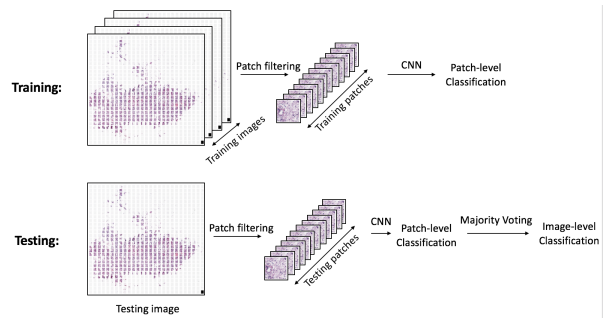 Training:
Patch filtering
CNN
Patch-level
Classification
Training images
Training patches
Testing:
Patch filtering
CNN
Patch-level
Classification
Majority Voting
Image-level
Classification
Testing patches
Testing image